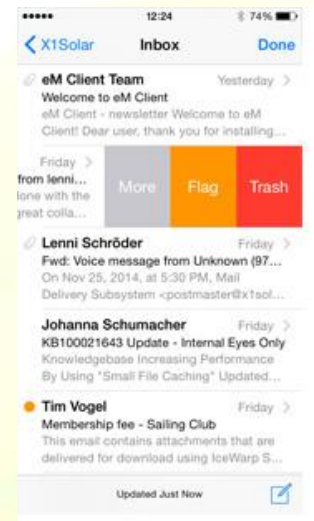 12:24 74%
X1Solar Inbox Done
eM Client Team Yesterday
Welcome to eM Client
eM Client - newsletter Welcome to eM
Client! Dear user, thank you for installing...
Friday
from lenni...
done with the
great colla...
More Flag Trash
Lenni Schröder Friday
Fwd: Voice message from Unknown (97...
On Nov 25, 2014, at 5:30 PM, Mail
Delivery Subsystem <postmaster@x1sol...
Johanna Schumacher Friday
KB100021643 Update - Internal Eyes Only
Knowledgebase Increasing Performance
By Using "Small File Caching" Updated...
Tim Vogel Friday
Membership fee - Sailing Club
This email contains attachments that are
delivered for download using IceWarp S...
Updated Just Now